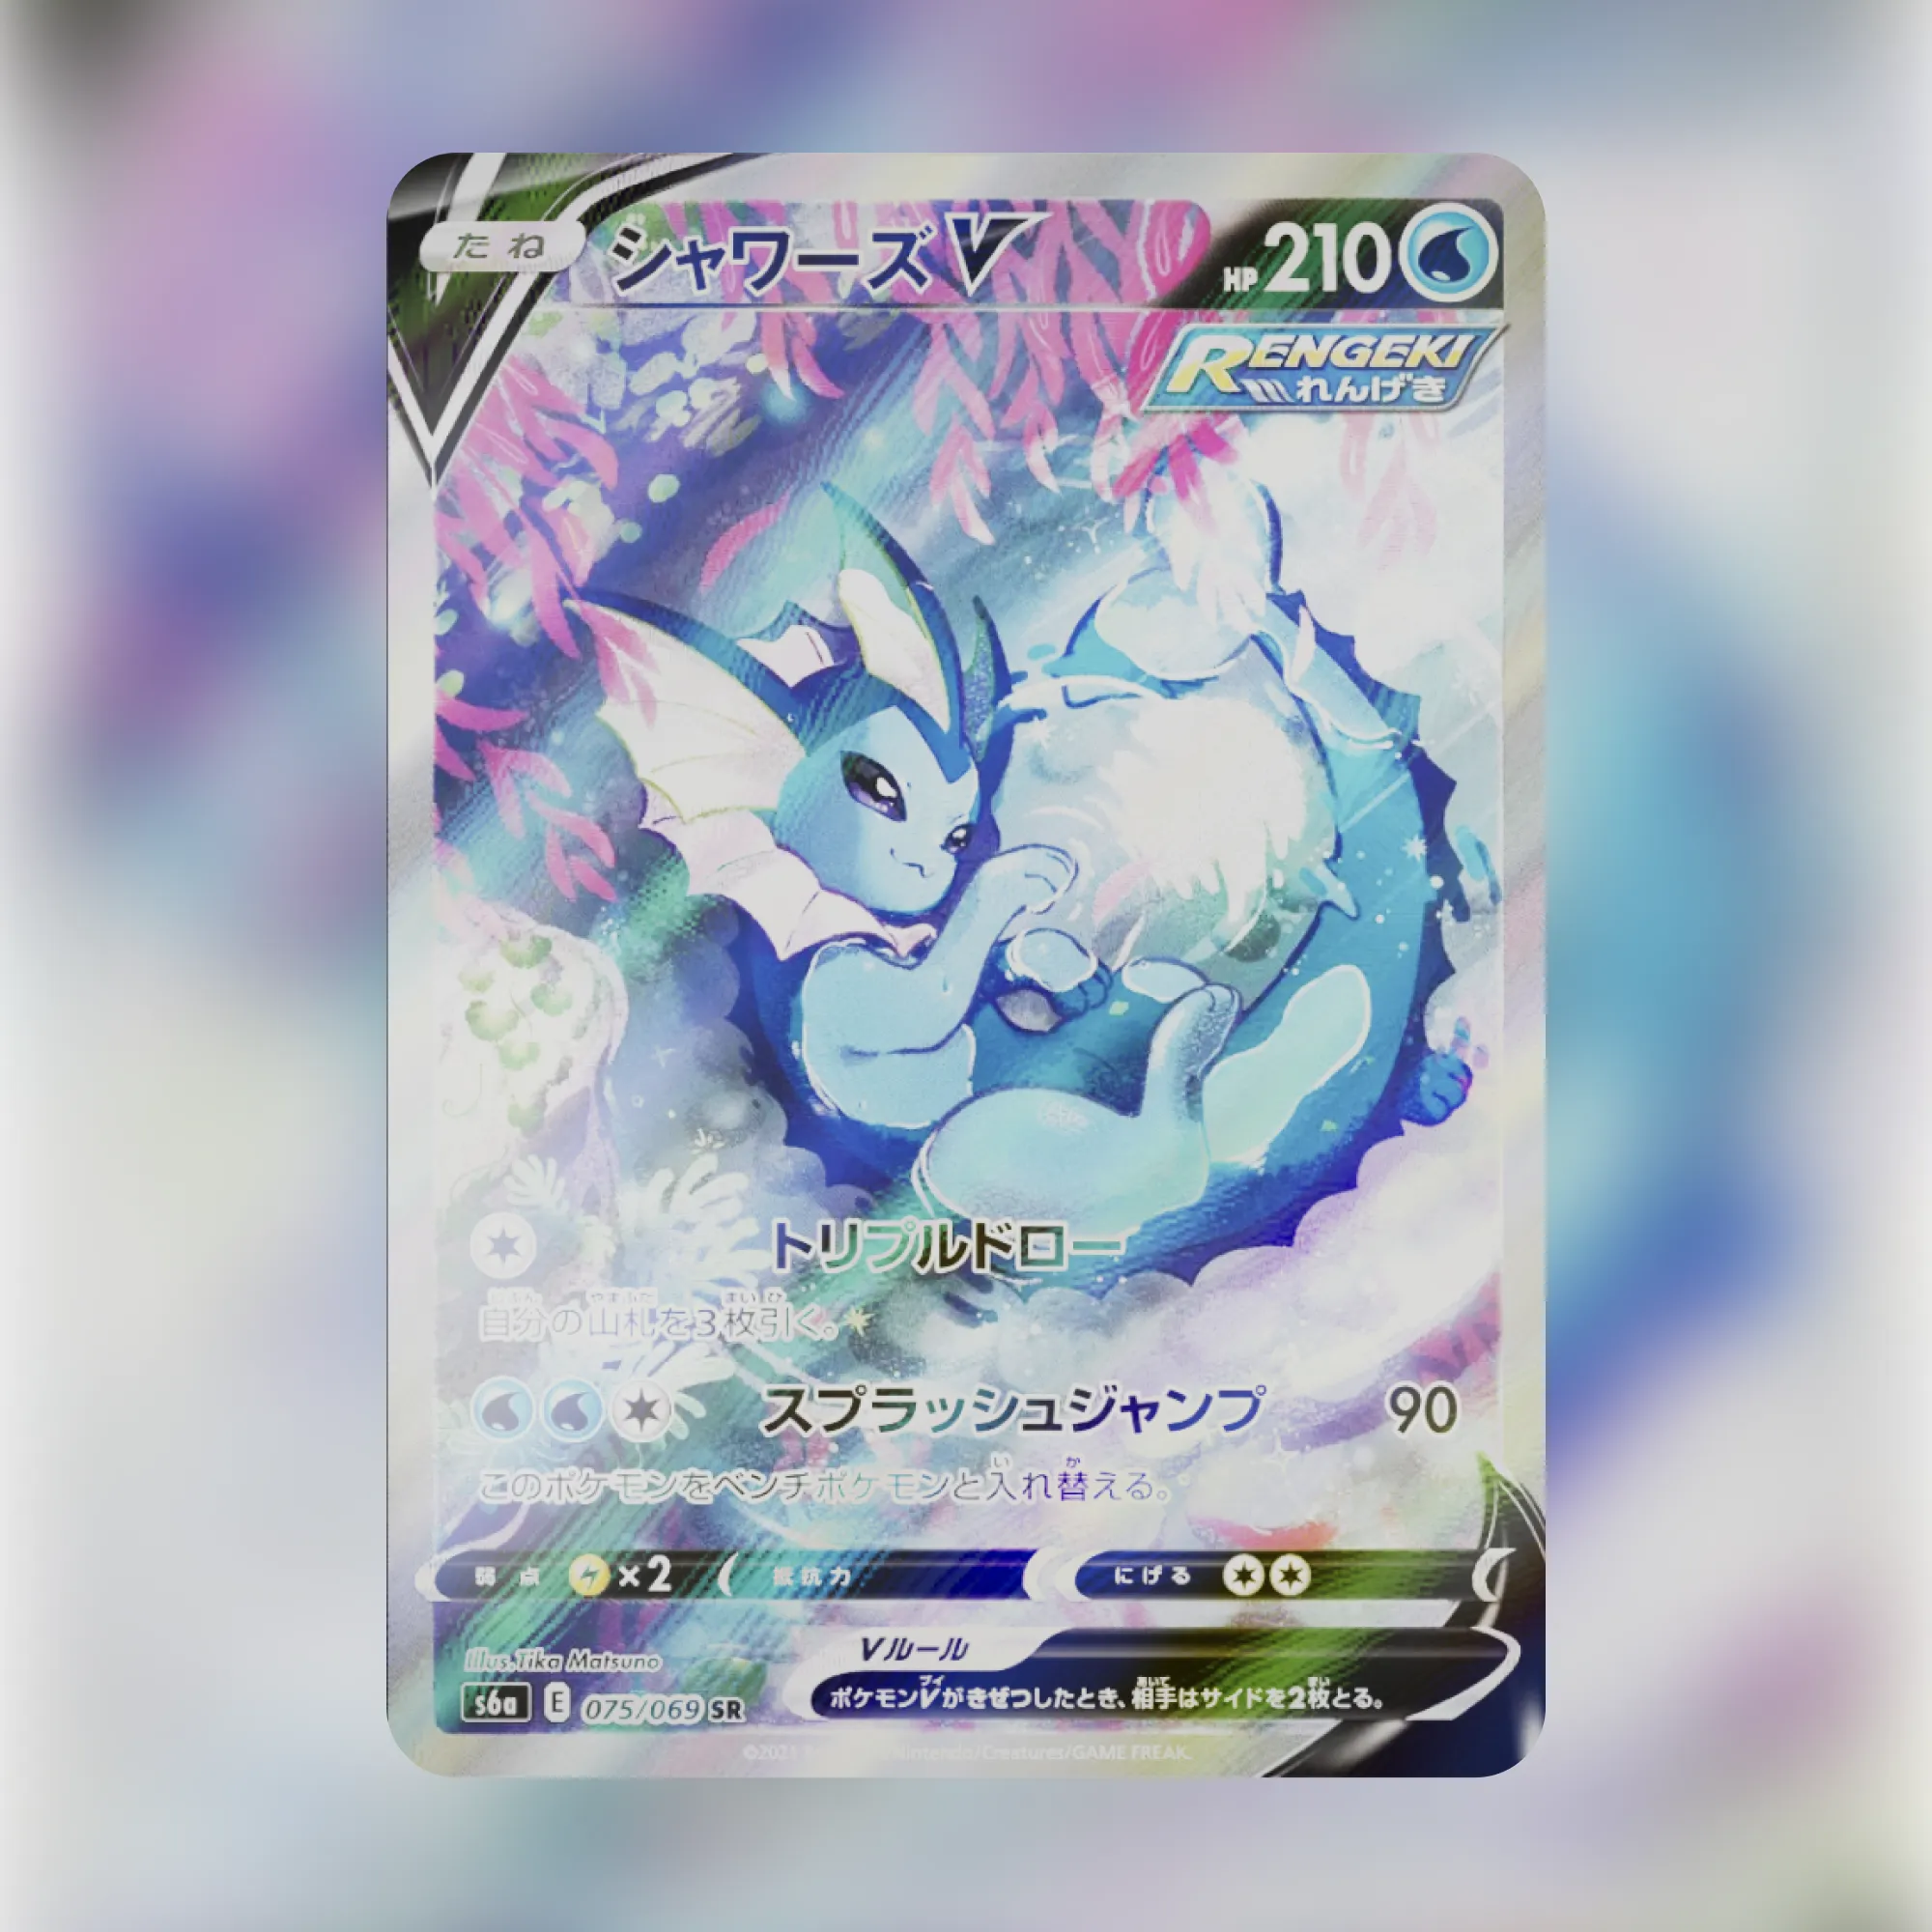 たね
シャワーズV
HP210
RENGEKI
れんげき
トリプルドロー
自分の山札を3枚引く。
スプラッシュジャンプ 90
このポケモンをベンチポケモンと入れ替える。
弱点 ×2 抵抗力 にげる
Vルール
ポケモンVがきぜつしたとき、相手はサイドを2枚とる。
Illus. Tika Matsuno
s6a E 075/069 SR
©2021 Nintendo/Creatures/GAME FREAK.